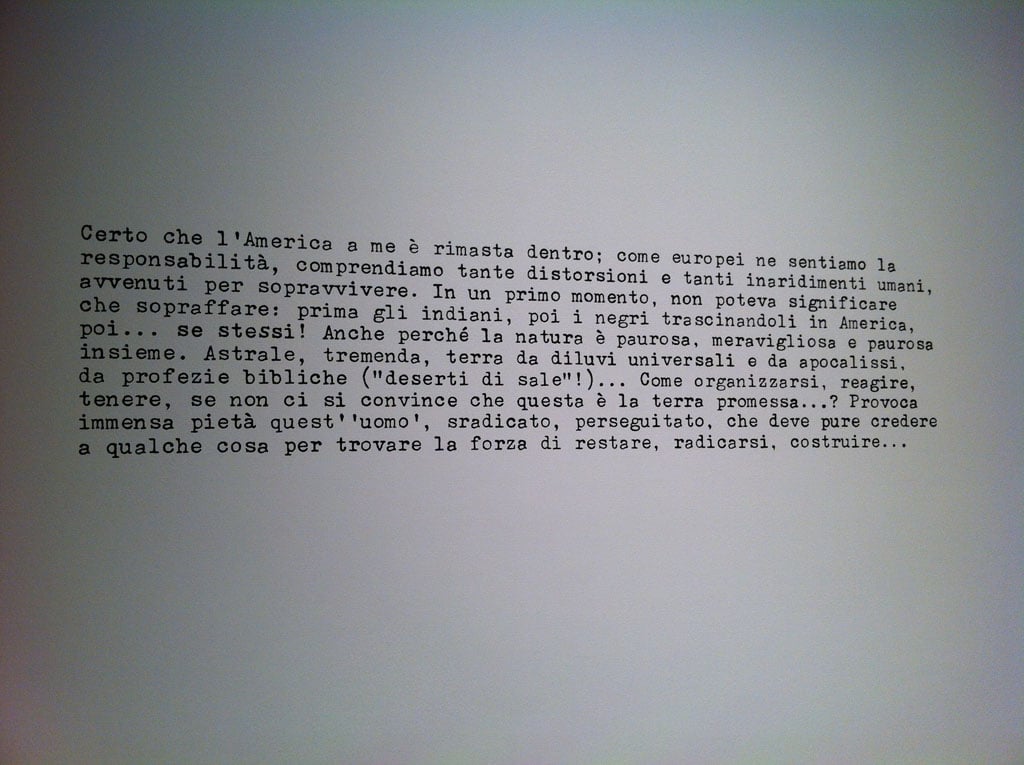 Certo che l'America a me è rimasta dentro; come europei ne sentiamo la
responsabilità, comprendiamo tante distorsioni e tanti inaridimenti umani,
avvenuti per sopravvivere. In un primo momento, non poteva significare
che sopraffare: prima gli indiani, poi i negri trascinandoli in America,
poi... se stessi! Anche perché la natura è paurosa, meravigliosa e paurosa
insieme. Astrale, tremenda, terra da diluvi universali e da apocalissi,
da profezie bibliche ("deserti di sale"!)... Come organizzarsi, reagire,
tenere, se non ci si convince che questa è la terra promessa...? Provoca
immensa pietà quest''uomo', sradicato, perseguitato, che deve pure credere
a qualche cosa per trovare la forza di restare, radicarsi, costruire...